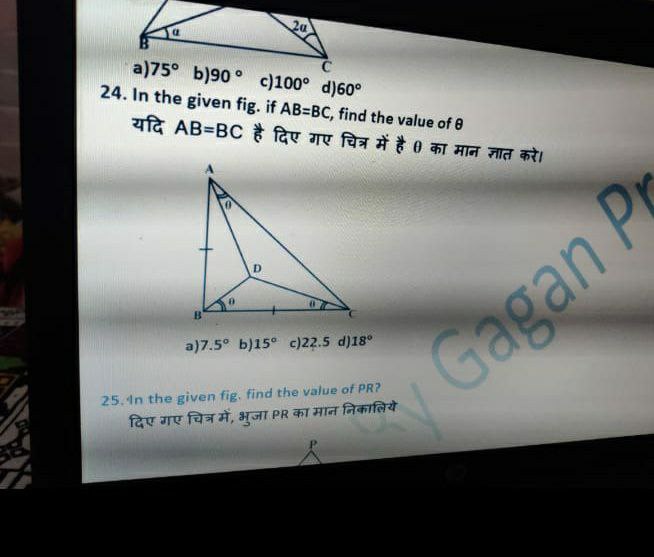 α
2α
B
C
a)75° b)90° c)100° d)60°
24. In the given fig. if AB=BC, find the value of θ
यदि AB=BC है दिए गए चित्र में है θ का मान ज्ञात करे।
A
θ
D
B
θ
θ
C
a)7.5° b)15° c)22.5 d)18°
25. In the given fig. find the value of PR?
दिए गए चित्र में, भुजा PR का मान निकालिये
P
By Gagan Pr